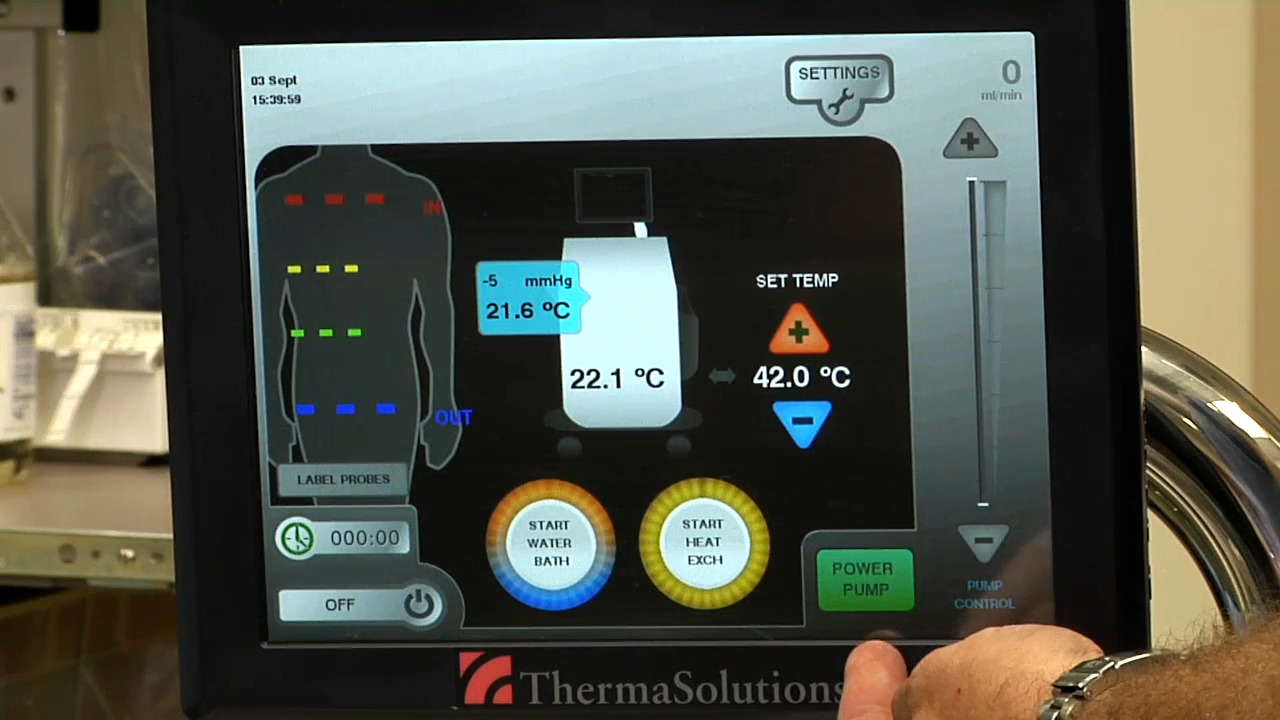 03 Sept
15:39:59
SETTINGS
0
ml/min
IN
-5 mmHg
21.6 ºC
SET TEMP
22.1 ºC
42.0 ºC
OUT
LABEL PROBES
000:00
OFF
START
WATER
BATH
START
HEAT
EXCH
POWER
PUMP
PUMP
CONTROL
ThermaSolutions